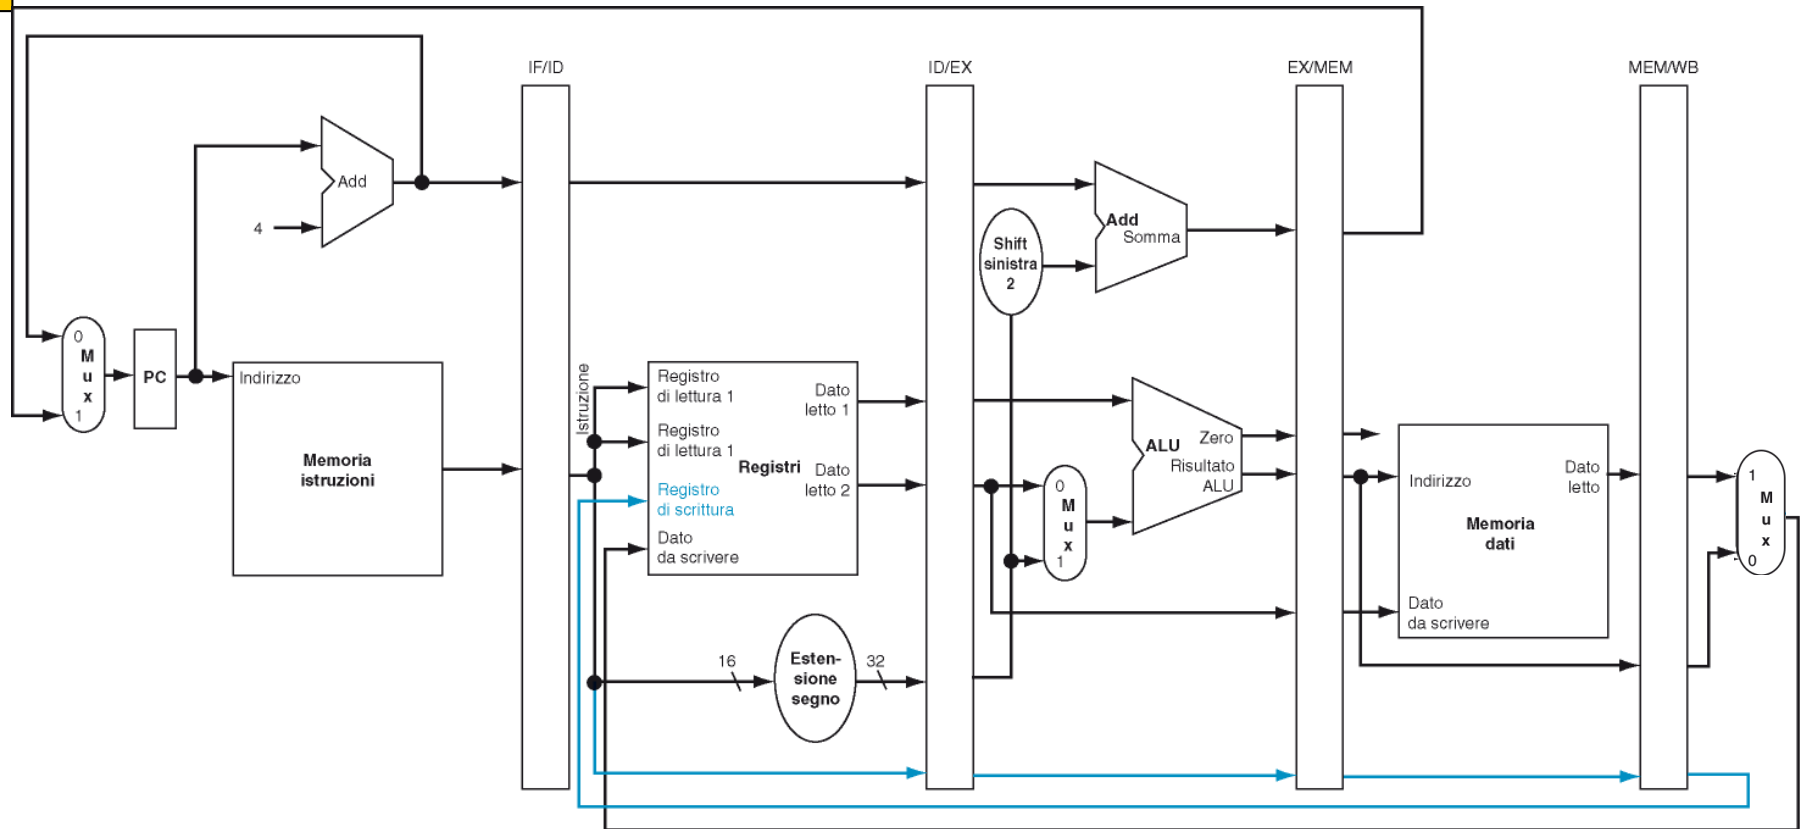 IF/ID
ID/EX
EX/MEM
MEM/WB
Add
4
Add
Somma
Shift
sinistra
2
0
M
u
x
1
PC
Indirizzo
Memoria
istruzioni
Istruzione
Registro
di lettura 1
Registro
di lettura 1
Registro
di scrittura
Dato
da scrivere
Registri
Dato
letto 1
Dato
letto 2
16
Esten-
sione
segno
32
0
M
u
x
1
ALU
Zero
Risultato
ALU
Indirizzo
Dato
letto
Memoria
dati
Dato
da scrivere
1
M
u
x
0